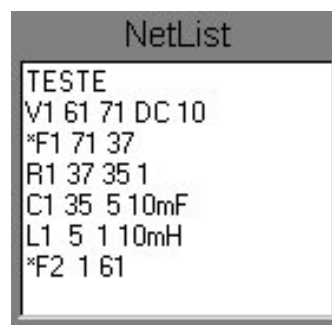 NetList
TESTE
V1 61 71 DC 10
*F1 71 37
R1 37 35 1
C1 35  5 10mF
L1  5  1 10mH
*F2  1 61